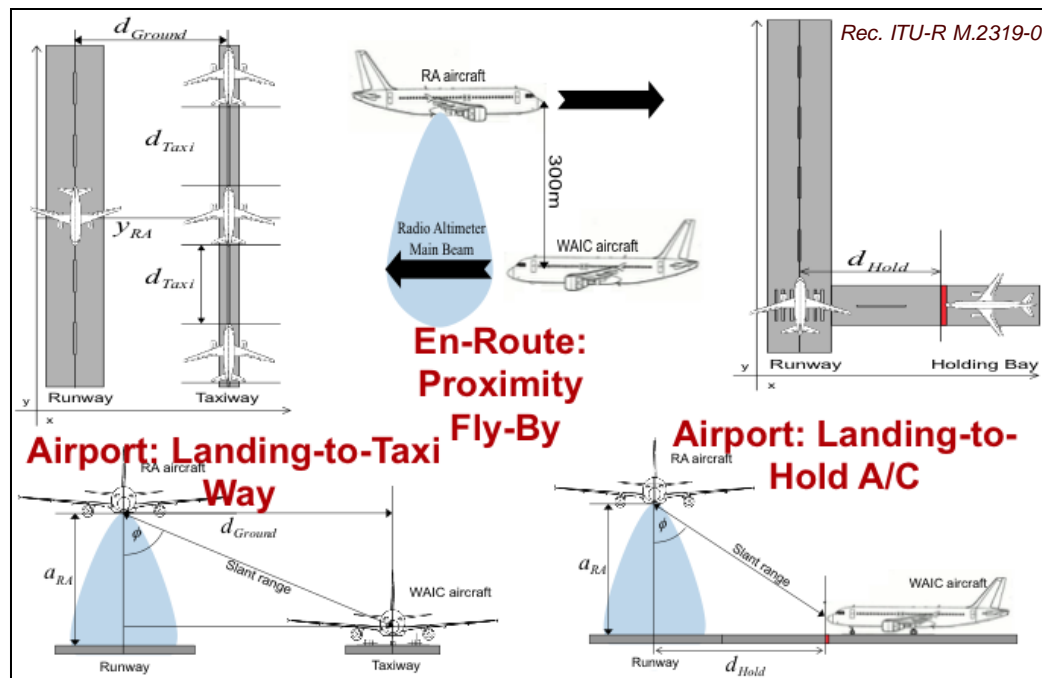 d_Ground
d_Taxi
y_RA
d_Taxi
y
Runway
Taxiway
x
RA aircraft
300m
Radio Altimeter
Main Beam
WAIC aircraft
En-Route:
Proximity
Fly-By
Rec. ITU-R M.2319-0
d_Hold
Runway
Holding Bay
y
x
Airport; Landing-to-Taxi
Way
RA aircraft
d_Ground
ϕ
a_RA
Slant range
WAIC aircraft
Runway
Taxiway
Airport: Landing-to-
Hold A/C
RA aircraft
ϕ
a_RA
Slant range
WAIC aircraft
Runway
d_Hold